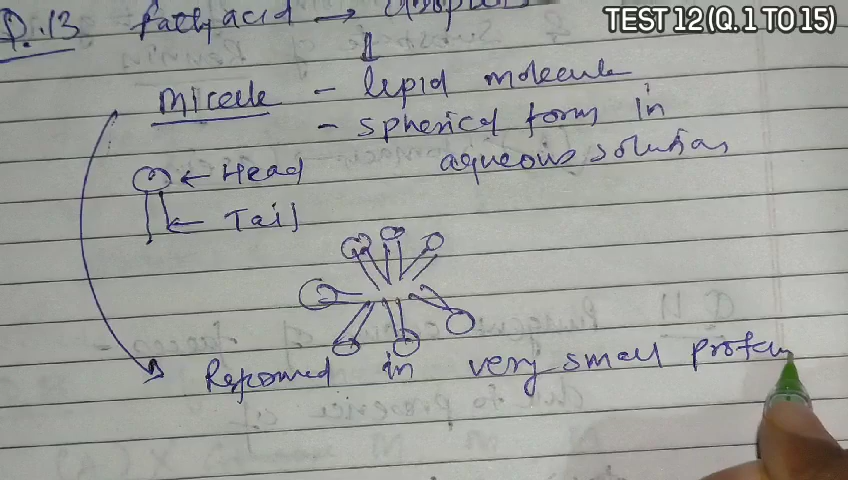 TEST 12 (Q. 1 TO 15)
Q.13 fatty acid →
Micelle - lepid molecule
- spherical form in
aqueous solution
← Head
← Tail
Reformed in very small protein